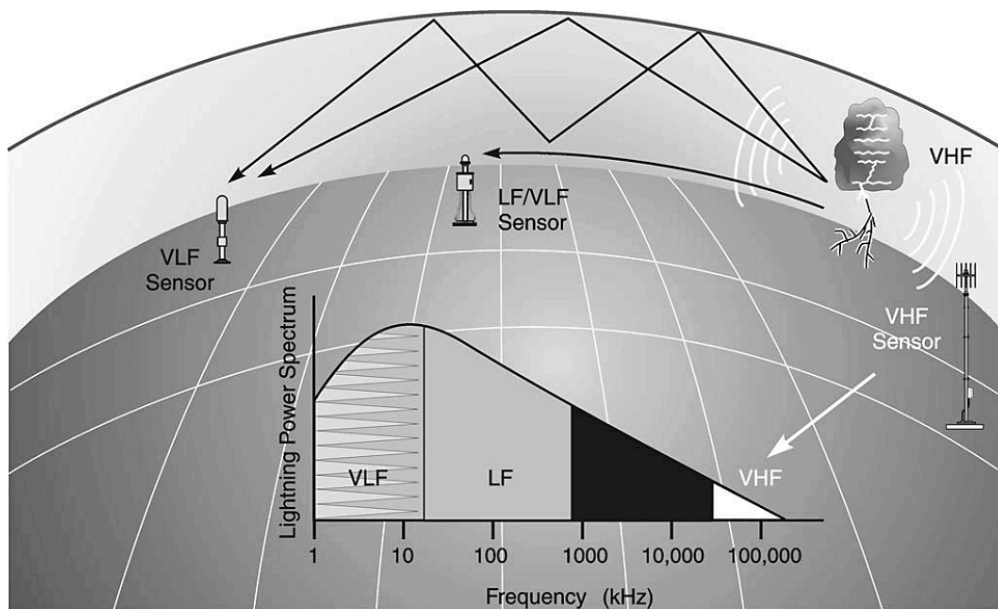 VHF
LF/VLF
Sensor
VLF
Sensor
VHF
Sensor
Lightning Power Spectrum
VLF
LF
VHF
1
10
100
1000
10,000
100,000
Frequency (kHz)